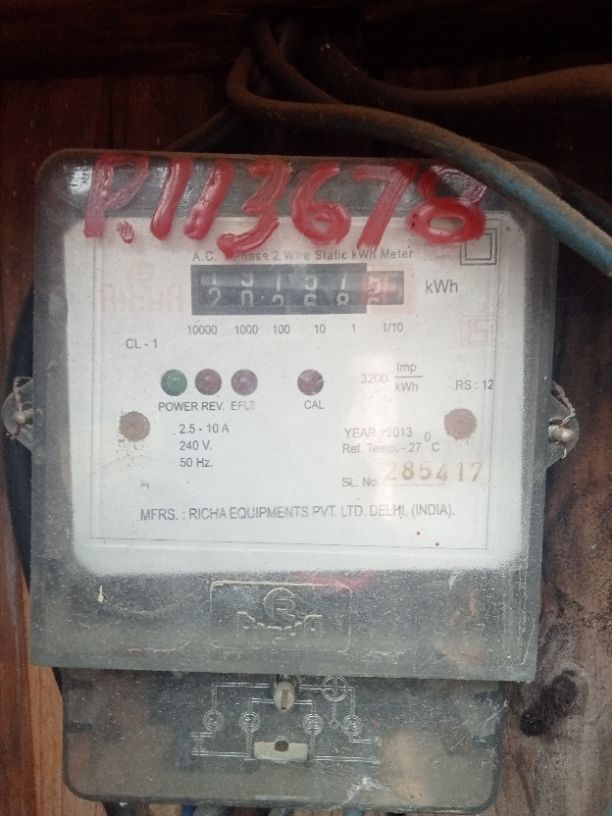 P.113678
A.C. Phase 2 Wire Static kWh Meter
kWh
10000 1000 100 10 1 1/10
CL - 1
3200 Imp/kWh
RS : 12
POWER REV. EFLT CAL
2.5 - 10 A
240 V.
50 Hz.
YEAR - 2013
Ref. Temp. - 27 °C
SL. No. 285417
MFRS. : RICHA EQUIPMENTS PVT. LTD. DELHI, (INDIA).